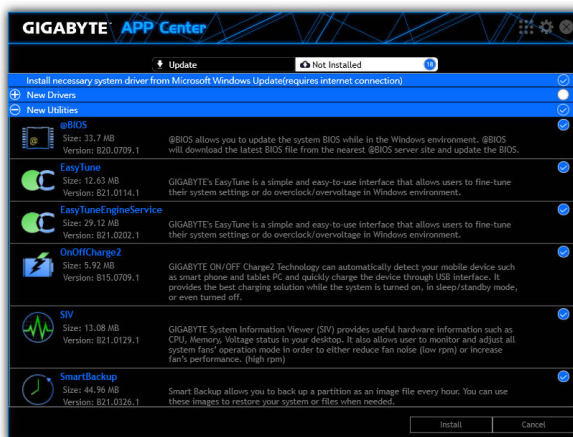 GIGABYTE APP Center
Update
Not Installed
18
Install necessary system driver from Microsoft Windows Update(requires internet connection)
New Drivers
New Utilities
@BIOS
Size: 33.7 MB
Version: B20.0709.1
@BIOS allows you to update the system BIOS while in the Windows environment. @BIOS
will download the latest BIOS file from the nearest @BIOS server site and update the BIOS.
EasyTune
Size: 12.63 MB
Version: B21.0114.1
GIGABYTE's EasyTune is a simple and easy-to-use interface that allows users to fine-tune
their system settings or do overclock/overvoltage in Windows environment.
EasyTuneEngineService
Size: 29.12 MB
Version: B21.0202.1
GIGABYTE's EasyTune is a simple and easy-to-use interface that allows users to fine-tune
their system settings or do overclock/overvoltage in Windows environment.
OnOffCharge2
Size: 5.92 MB
Version: B15.0709.1
GIGABYTE ON/OFF Charge2 Technology can automatically detect your mobile device such
as smart phone and tablet PC and quickly charge the device through USB interface. It
provides the best charging solution while the system is turned on, in sleep/standby mode,
or even turned off.
SIV
Size: 13.08 MB
Version: B21.0129.1
GIGABYTE System Information Viewer (SIV) provides useful hardware information such as
CPU, Memory, Voltage status in your desktop. It also allows user to monitor and adjust all
system fans' operation mode in order to either reduce fan noise (low rpm) or increase
fan's performance. (high rpm)
SmartBackup
Size: 44.96 MB
Version: B21.0326.1
Smart Backup allows you to back up a partition as an image file every hour. You can use
these images to restore your system or files when needed.
Install
Cancel